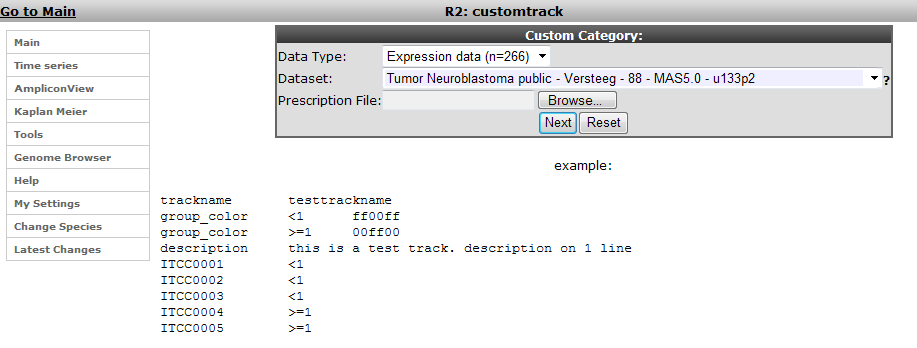 Go to Main
R2: customtrack
Main
Time series
AmpliconView
Kaplan Meier
Tools
Genome Browser
Help
My Settings
Change Species
Latest Changes
Custom Category:
Data Type: Expression data (n=266)
Dataset: Tumor Neuroblastoma public - Versteeg - 88 - MAS5.0 - u133p2 ?
Prescription File: Browse...
Next Reset
example:
trackname testtrackname
group_color <1 ff00ff
group_color >=1 00ff00
description this is a test track. description on 1 line
ITCC0001 <1
ITCC0002 <1
ITCC0003 <1
ITCC0004 >=1
ITCC0005 >=1